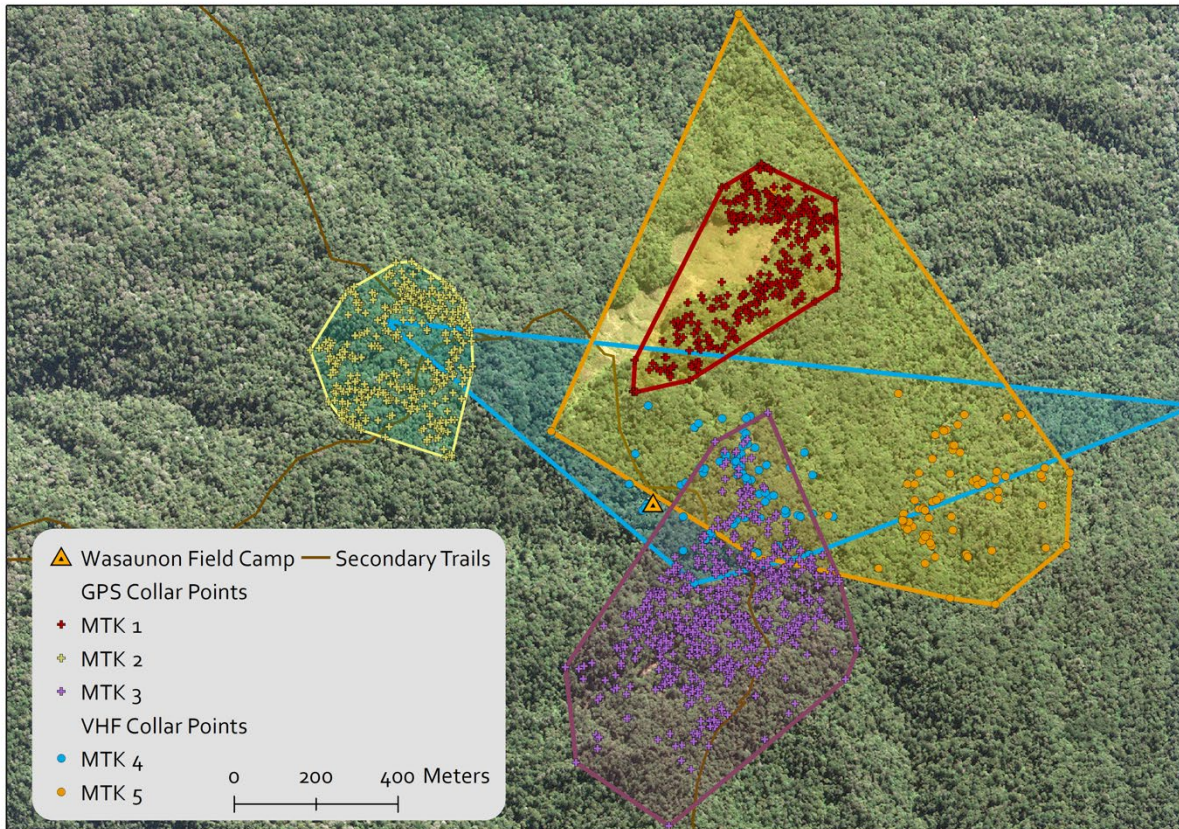 Wasaunon Field Camp — Secondary Trails
GPS Collar Points
MTK 1
MTK 2
MTK 3
VHF Collar Points
MTK 4
MTK 5
0 200 400 Meters